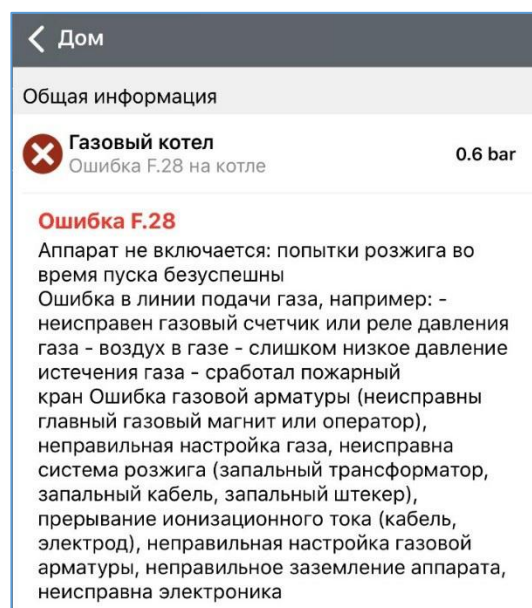 Дом
Общая информация
Газовый котел
Ошибка F.28 на котле
0.6 bar
Ошибка F.28
Аппарат не включается: попытки розжига во
время пуска безуспешны
Ошибка в линии подачи газа, например: -
неисправен газовый счетчик или реле давления
газа - воздух в газе - слишком низкое давление
истечения газа - сработал пожарный
кран Ошибка газовой арматуры (неисправны
главный газовый магнит или оператор),
неправильная настройка газа, неисправна
система розжига (запальный трансформатор,
запальный кабель, запальный штекер),
прерывание ионизационного тока (кабель,
электрод), неправильная настройка газовой
арматуры, неправильное заземление аппарата,
неисправна электроника